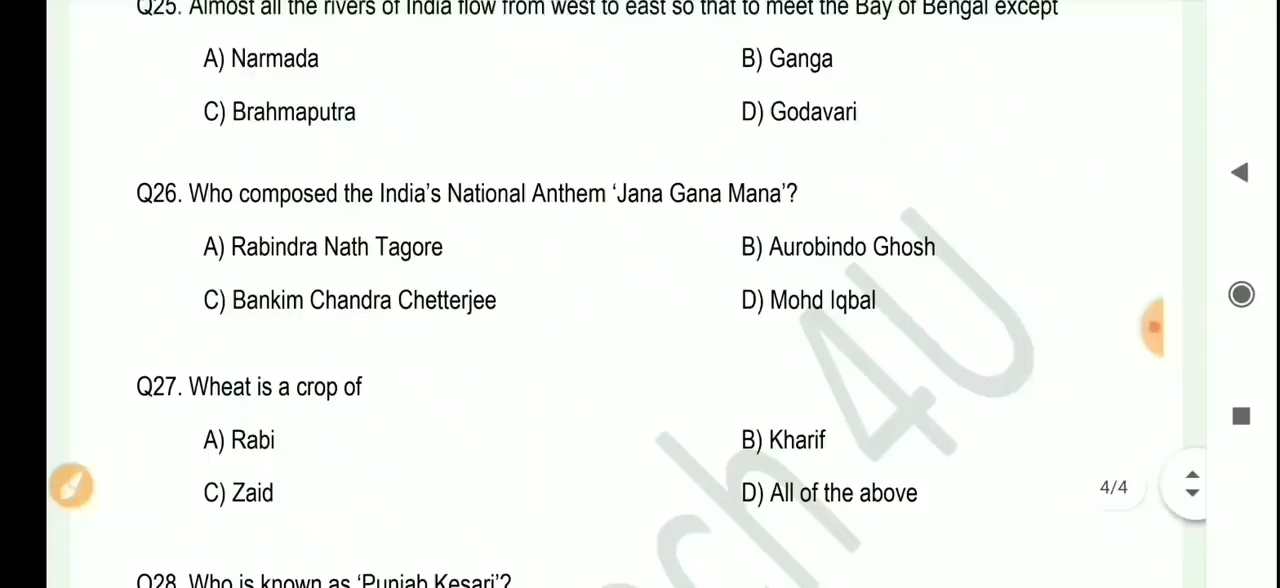 Q25. Almost all the rivers of India flow from west to east so that to meet the Bay of Bengal except
A) Narmada B) Ganga
C) Brahmaputra D) Godavari
Q26. Who composed the India's National Anthem ‘Jana Gana Mana’?
A) Rabindra Nath Tagore B) Aurobindo Ghosh
C) Bankim Chandra Chetterjee D) Mohd Iqbal
Q27. Wheat is a crop of
A) Rabi B) Kharif
C) Zaid D) All of the above
4/4
Q28. Who is known as ‘Punjab Kesari’?
ch 4U